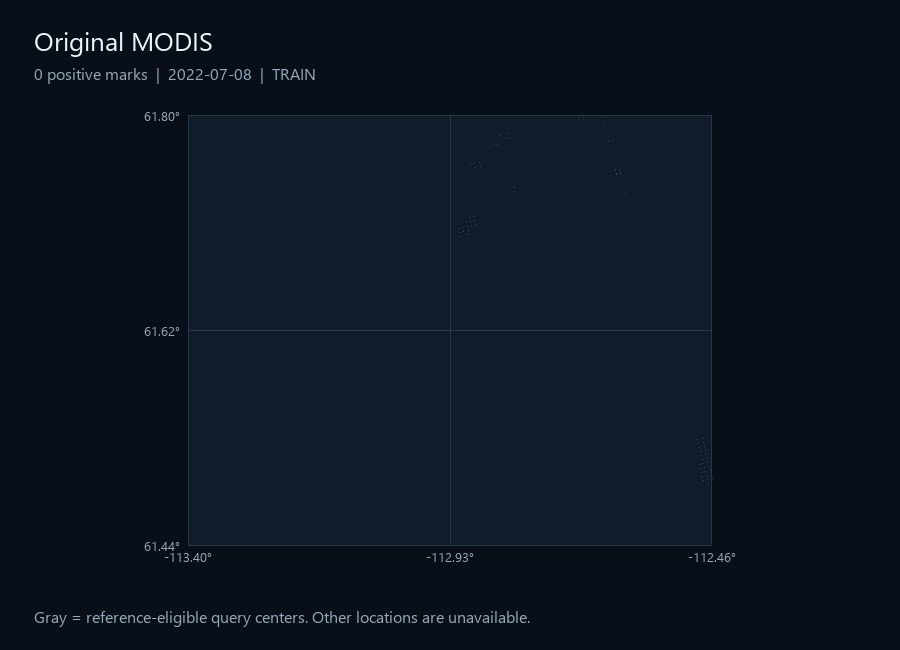 Original MODIS
0 positive marks | 2022-07-08 | TRAIN
61.80°
61.62°
61.44°
-113.40°
-112.93°
-112.46°
Gray = reference-eligible query centers. Other locations are unavailable.